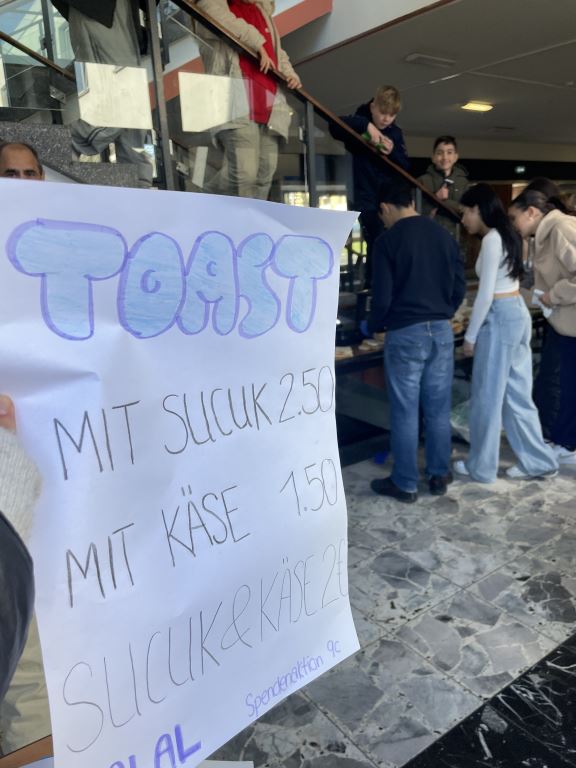 TOAST
MIT SUCUK 2.50
MIT KÄSE 1.50
SUCUK & KÄSE 2€
Spendenaktion 9c